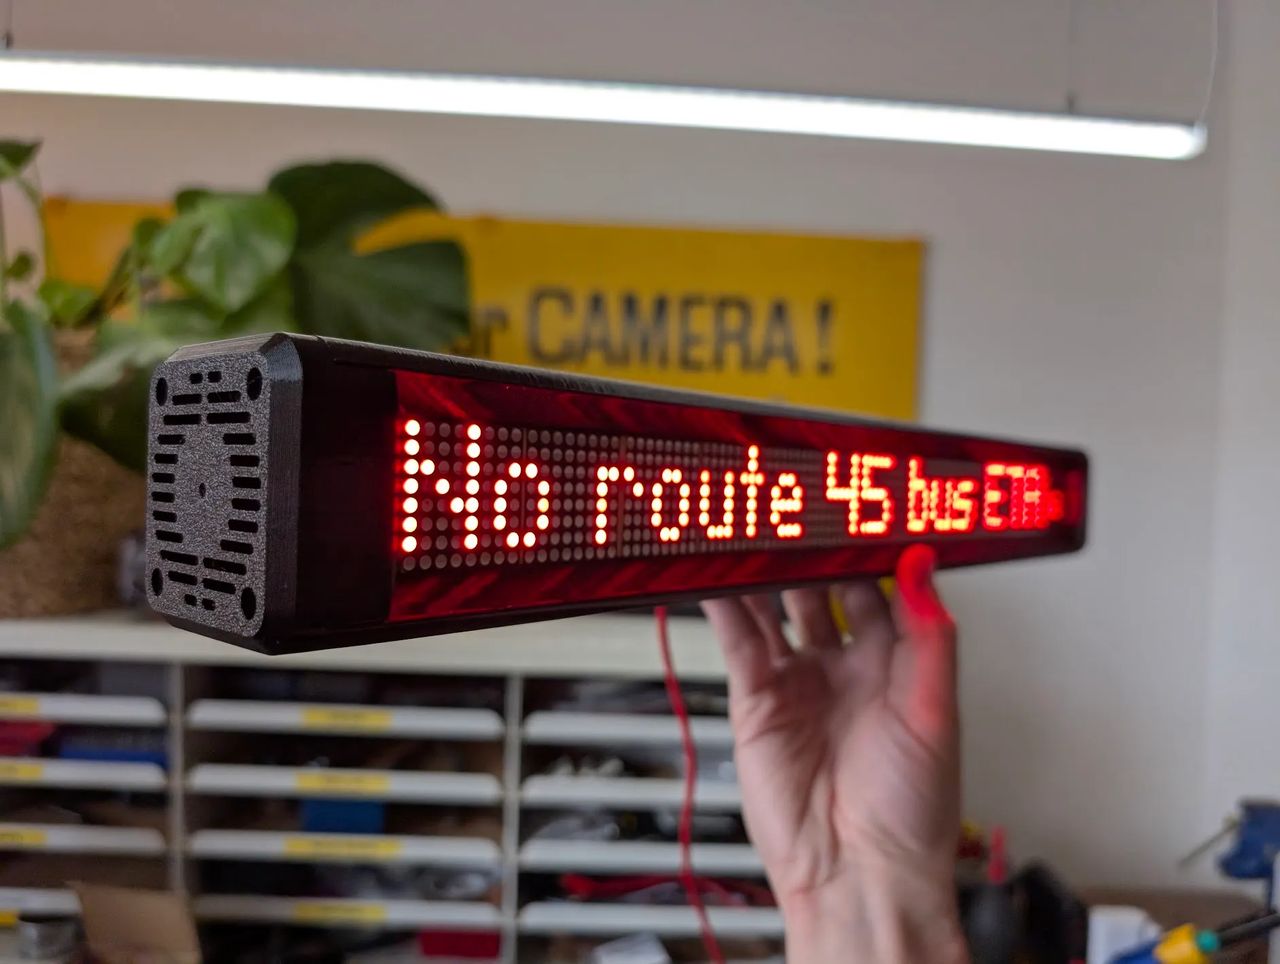 CAMERA!
No route 45 bus ETA